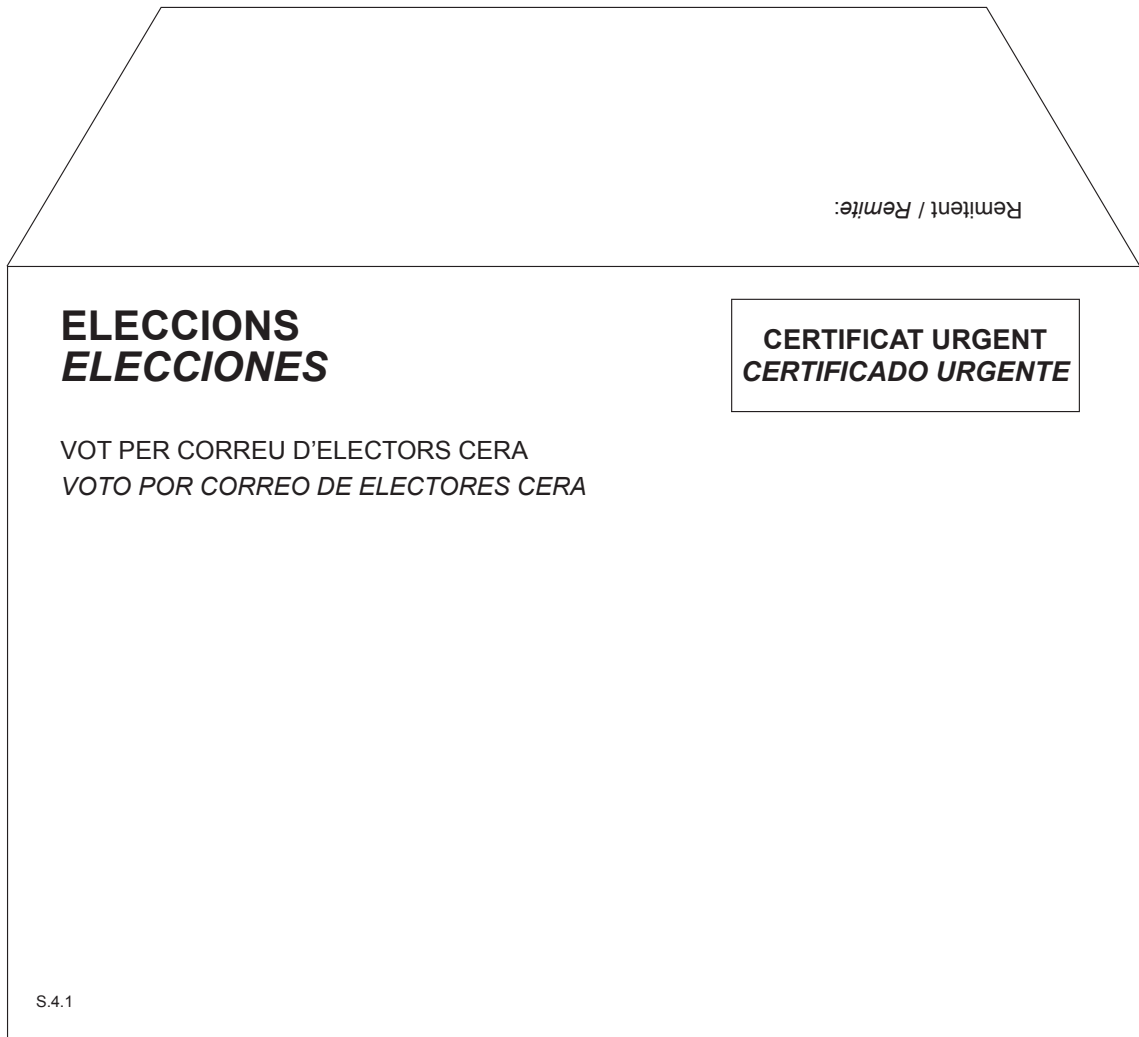 Remitent / Remite:
ELECCIONS
ELECCIONES
CERTIFICAT URGENT
CERTIFICADO URGENTE
VOT PER CORREU D’ELECTORS CERA
VOTO POR CORREO DE ELECTORES CERA
S.4.1